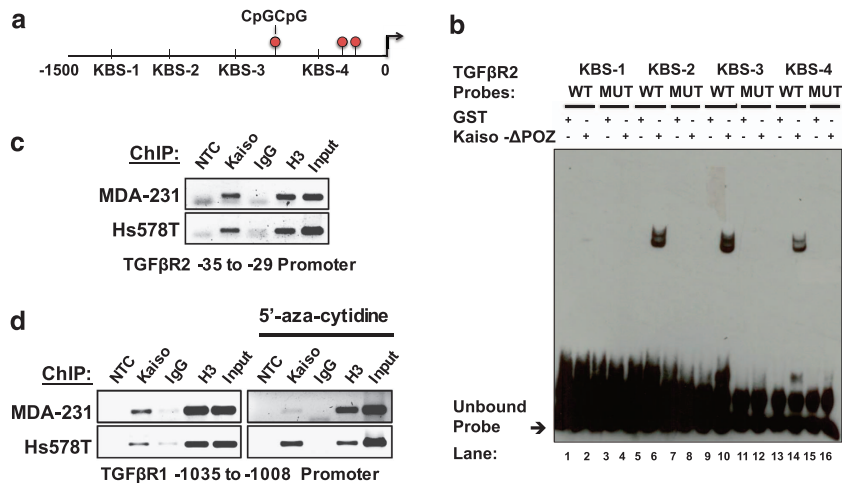 a
CpGCpG
-1500 KBS-1 KBS-2 KBS-3 KBS-4 0
b
TGFβR2 KBS-1 KBS-2 KBS-3 KBS-4
Probes: WT MUT WT MUT WT MUT WT MUT
GST + - + - + - + - + - + - + - + -
Kaiso -ΔPOZ - + - + - + - + - + - + - + - +
Unbound
Probe
Lane: 1 2 3 4 5 6 7 8 9 10 11 12 13 14 15 16
c
ChIP: NTC Kaiso IgG H3 Input
MDA-231
Hs578T
TGFβR2 -35 to -29 Promoter
d
5'-aza-cytidine
ChIP: NTC Kaiso IgG H3 Input NTC Kaiso IgG H3 Input
MDA-231
Hs578T
TGFβR1 -1035 to -1008 Promoter